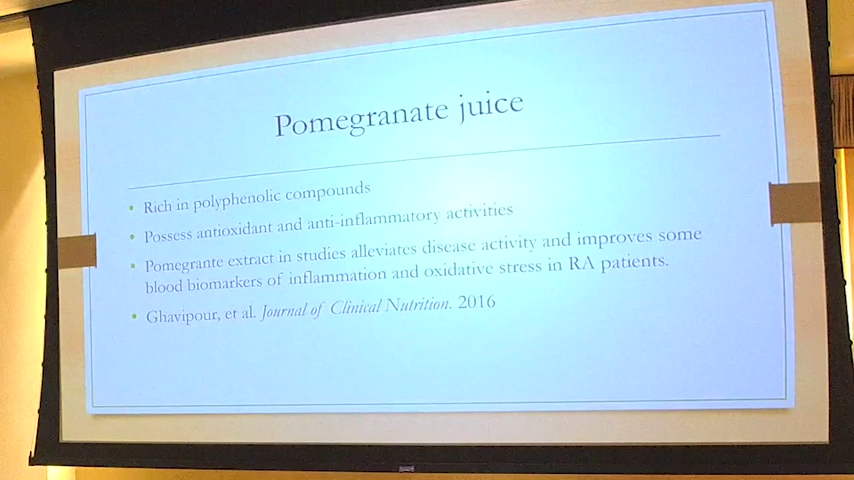 Pomegranate juice
• Rich in polyphenolic compounds
• Possess antioxidant and anti-inflammatory activities
• Pomegrante extract in studies alleviates disease activity and improves some
blood biomarkers of inflammation and oxidative stress in RA patients.
• Ghavipour, et al. Journal of Clinical Nutrition. 2016